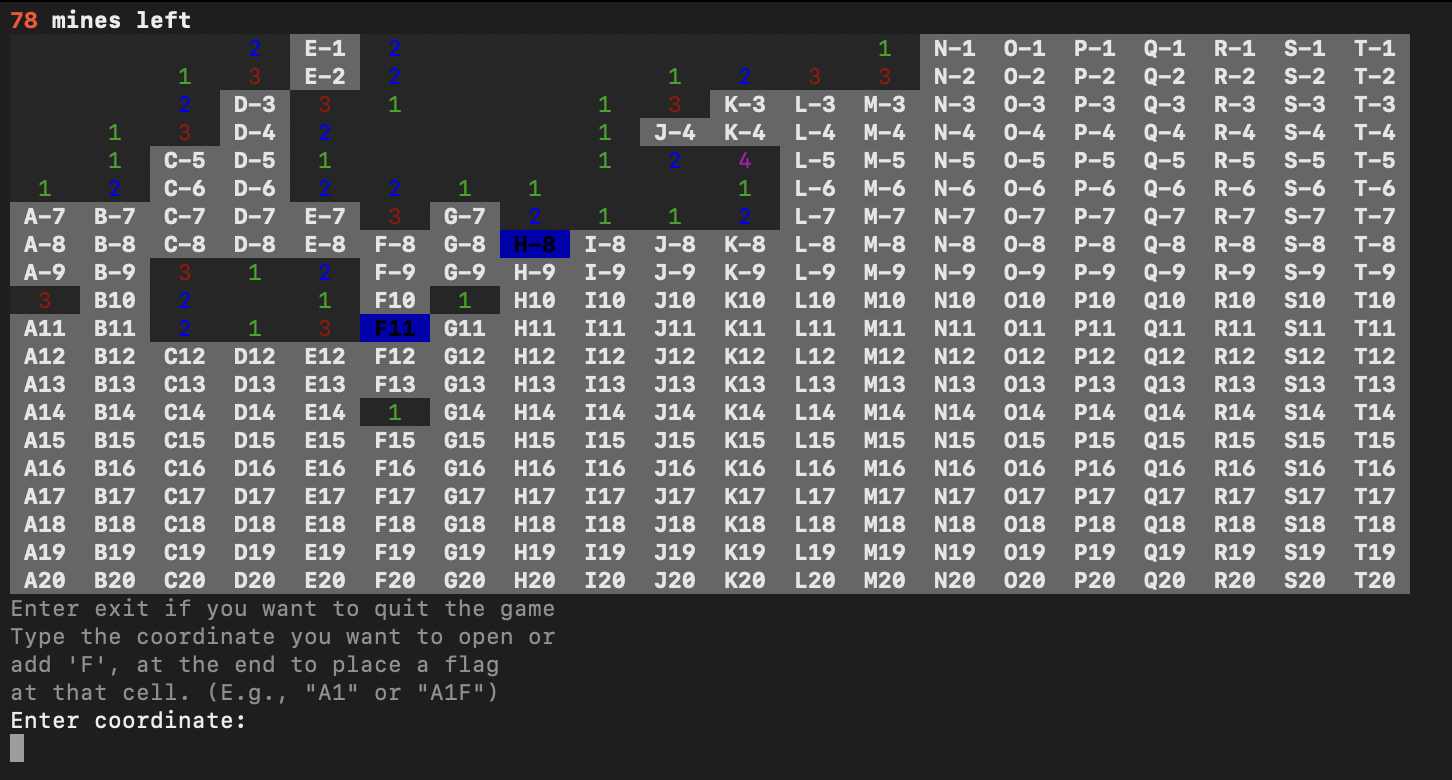 78 mines left
2 E-1 2 1 N-1 O-1 P-1 Q-1 R-1 S-1 T-1
1 3 E-2 2 1 2 3 3 N-2 O-2 P-2 Q-2 R-2 S-2 T-2
2 D-3 3 1 1 3 K-3 L-3 M-3 N-3 O-3 P-3 Q-3 R-3 S-3 T-3
1 3 D-4 2 1 J-4 K-4 L-4 M-4 N-4 O-4 P-4 Q-4 R-4 S-4 T-4
1 C-5 D-5 1 1 2 4 L-5 M-5 N-5 O-5 P-5 Q-5 R-5 S-5 T-5
1 2 C-6 D-6 2 2 1 1 1 L-6 M-6 N-6 O-6 P-6 Q-6 R-6 S-6 T-6
A-7 B-7 C-7 D-7 E-7 3 G-7 2 1 1 2 L-7 M-7 N-7 O-7 P-7 Q-7 R-7 S-7 T-7
A-8 B-8 C-8 D-8 E-8 F-8 G-8 H-8 I-8 J-8 K-8 L-8 M-8 N-8 O-8 P-8 Q-8 R-8 S-8 T-8
A-9 B-9 3 1 2 F-9 G-9 H-9 I-9 J-9 K-9 L-9 M-9 N-9 O-9 P-9 Q-9 R-9 S-9 T-9
3 B10 2 1 F10 1 H10 I10 J10 K10 L10 M10 N10 O10 P10 Q10 R10 S10 T10
A11 B11 2 1 3 F11 G11 H11 I11 J11 K11 L11 M11 N11 O11 P11 Q11 R11 S11 T11
A12 B12 C12 D12 E12 F12 G12 H12 I12 J12 K12 L12 M12 N12 O12 P12 Q12 R12 S12 T12
A13 B13 C13 D13 E13 F13 G13 H13 I13 J13 K13 L13 M13 N13 O13 P13 Q13 R13 S13 T13
A14 B14 C14 D14 E14 1 G14 H14 I14 J14 K14 L14 M14 N14 O14 P14 Q14 R14 S14 T14
A15 B15 C15 D15 E15 F15 G15 H15 I15 J15 K15 L15 M15 N15 O15 P15 Q15 R15 S15 T15
A16 B16 C16 D16 E16 F16 G16 H16 I16 J16 K16 L16 M16 N16 O16 P16 Q16 R16 S16 T16
A17 B17 C17 D17 E17 F17 G17 H17 I17 J17 K17 L17 M17 N17 O17 P17 Q17 R17 S17 T17
A18 B18 C18 D18 E18 F18 G18 H18 I18 J18 K18 L18 M18 N18 O18 P18 Q18 R18 S18 T18
A19 B19 C19 D19 E19 F19 G19 H19 I19 J19 K19 L19 M19 N19 O19 P19 Q19 R19 S19 T19
A20 B20 C20 D20 E20 F20 G20 H20 I20 J20 K20 L20 M20 N20 O20 P20 Q20 R20 S20 T20
Enter exit if you want to quit the game
Type the coordinate you want to open or
add 'F', at the end to place a flag
at that cell. (E.g., "A1" or "A1F")
Enter coordinate: